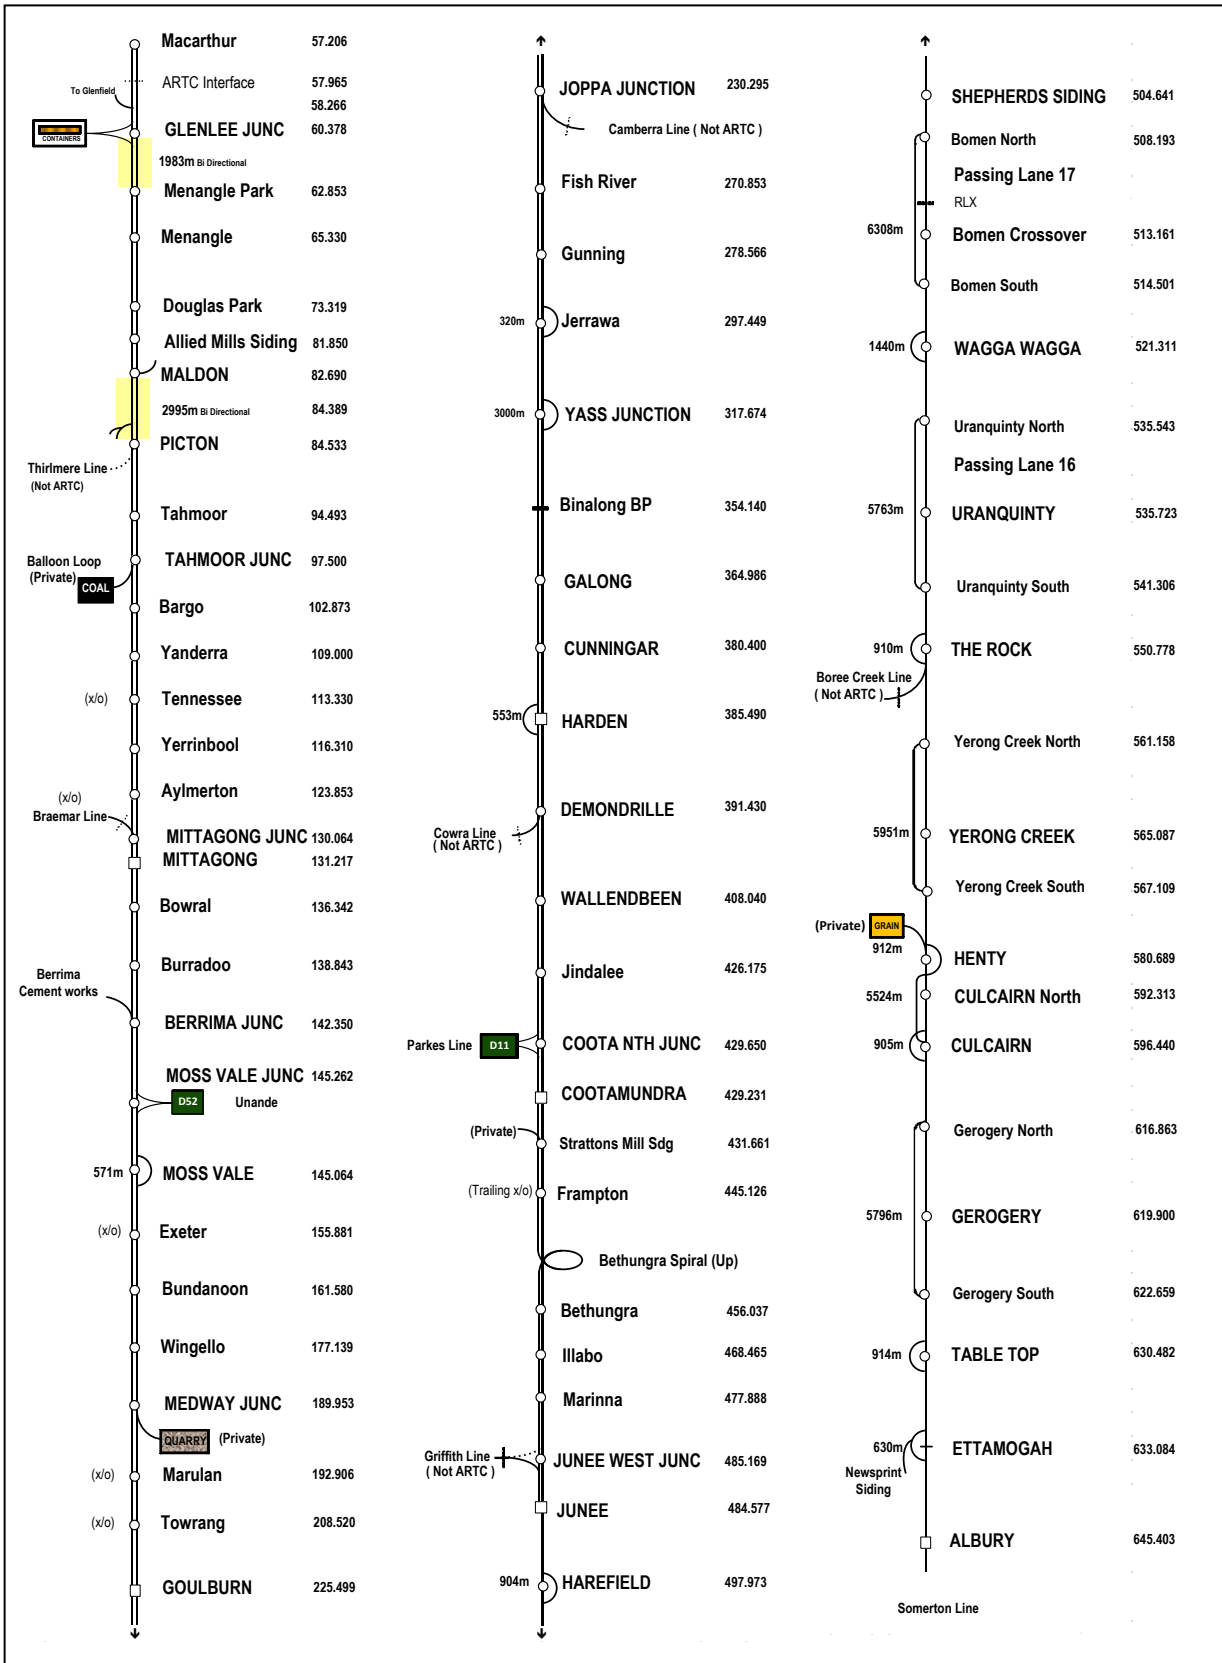 Macarthur 57.206
ARTC Interface 57.965
To Glenfield
58.266
CONTAINERS
GLENLEE JUNC 60.378
1983m Bi Directional
Menangle Park 62.853
Menangle 65.330
Douglas Park 73.319
Allied Mills Siding 81.850
MALDON 82.690
2995m Bi Directional 84.389
PICTON 84.533
Thirlmere Line
(Not ARTC)
Tahmoor 94.493
Balloon Loop
(Private)
COAL
TAHMOOR JUNC 97.500
Bargo 102.873
Yanderra 109.000
(x/o) Tennessee 113.330
Yerrinbool 116.310
Aylmerton 123.853
(x/o)
Braemar Line
MITTAGONG JUNC 130.064
MITTAGONG 131.217
Bowral 136.342
Burradoo 138.843
Berrima
Cement works
BERRIMA JUNC 142.350
MOSS VALE JUNC 145.262
D52 Unande
571m MOSS VALE 145.064
(x/o) Exeter 155.881
Bundanoon 161.580
Wingello 177.139
MEDWAY JUNC 189.953
QUARRY (Private)
(x/o) Marulan 192.906
(x/o) Towrang 208.520
GOULBURN 225.499
JOPPA JUNCTION 230.295
Camberra Line ( Not ARTC )
Fish River 270.853
Gunning 278.566
320m Jerrawa 297.449
3000m YASS JUNCTION 317.674
Binalong BP 354.140
GALONG 364.986
CUNNINGAR 380.400
553m HARDEN 385.490
DEMONDRILLE 391.430
Cowra Line
( Not ARTC )
WALLENDBEEN 408.040
Jindalee 426.175
Parkes Line D11 COOTA NTH JUNC 429.650
COOTAMUNDRA 429.231
(Private)
Strattons Mill Sdg 431.661
(Trailing x/o) Frampton 445.126
Bethungra Spiral (Up)
Bethungra 456.037
Illabo 468.465
Marinna 477.888
Griffith Line
( Not ARTC )
JUNEE WEST JUNC 485.169
JUNEE 484.577
904m HAREFIELD 497.973
SHEPHERDS SIDING 504.641
Bomen North 508.193
Passing Lane 17
RLX
6308m Bomen Crossover 513.161
Bomen South 514.501
1440m WAGGA WAGGA 521.311
Uranquinty North 535.543
Passing Lane 16
5763m URANQUINTY 535.723
Uranquinty South 541.306
910m THE ROCK 550.778
Boree Creek Line
( Not ARTC )
Yerong Creek North 561.158
5951m YERONG CREEK 565.087
Yerong Creek South 567.109
(Private) GRAIN
912m HENTY 580.689
5524m CULCAIRN North 592.313
905m CULCAIRN 596.440
Gerogery North 616.863
5796m GEROGERY 619.900
Gerogery South 622.659
914m TABLE TOP 630.482
630m ETTAMOGAH 633.084
Newsprint
Siding
ALBURY 645.403
Somerton Line